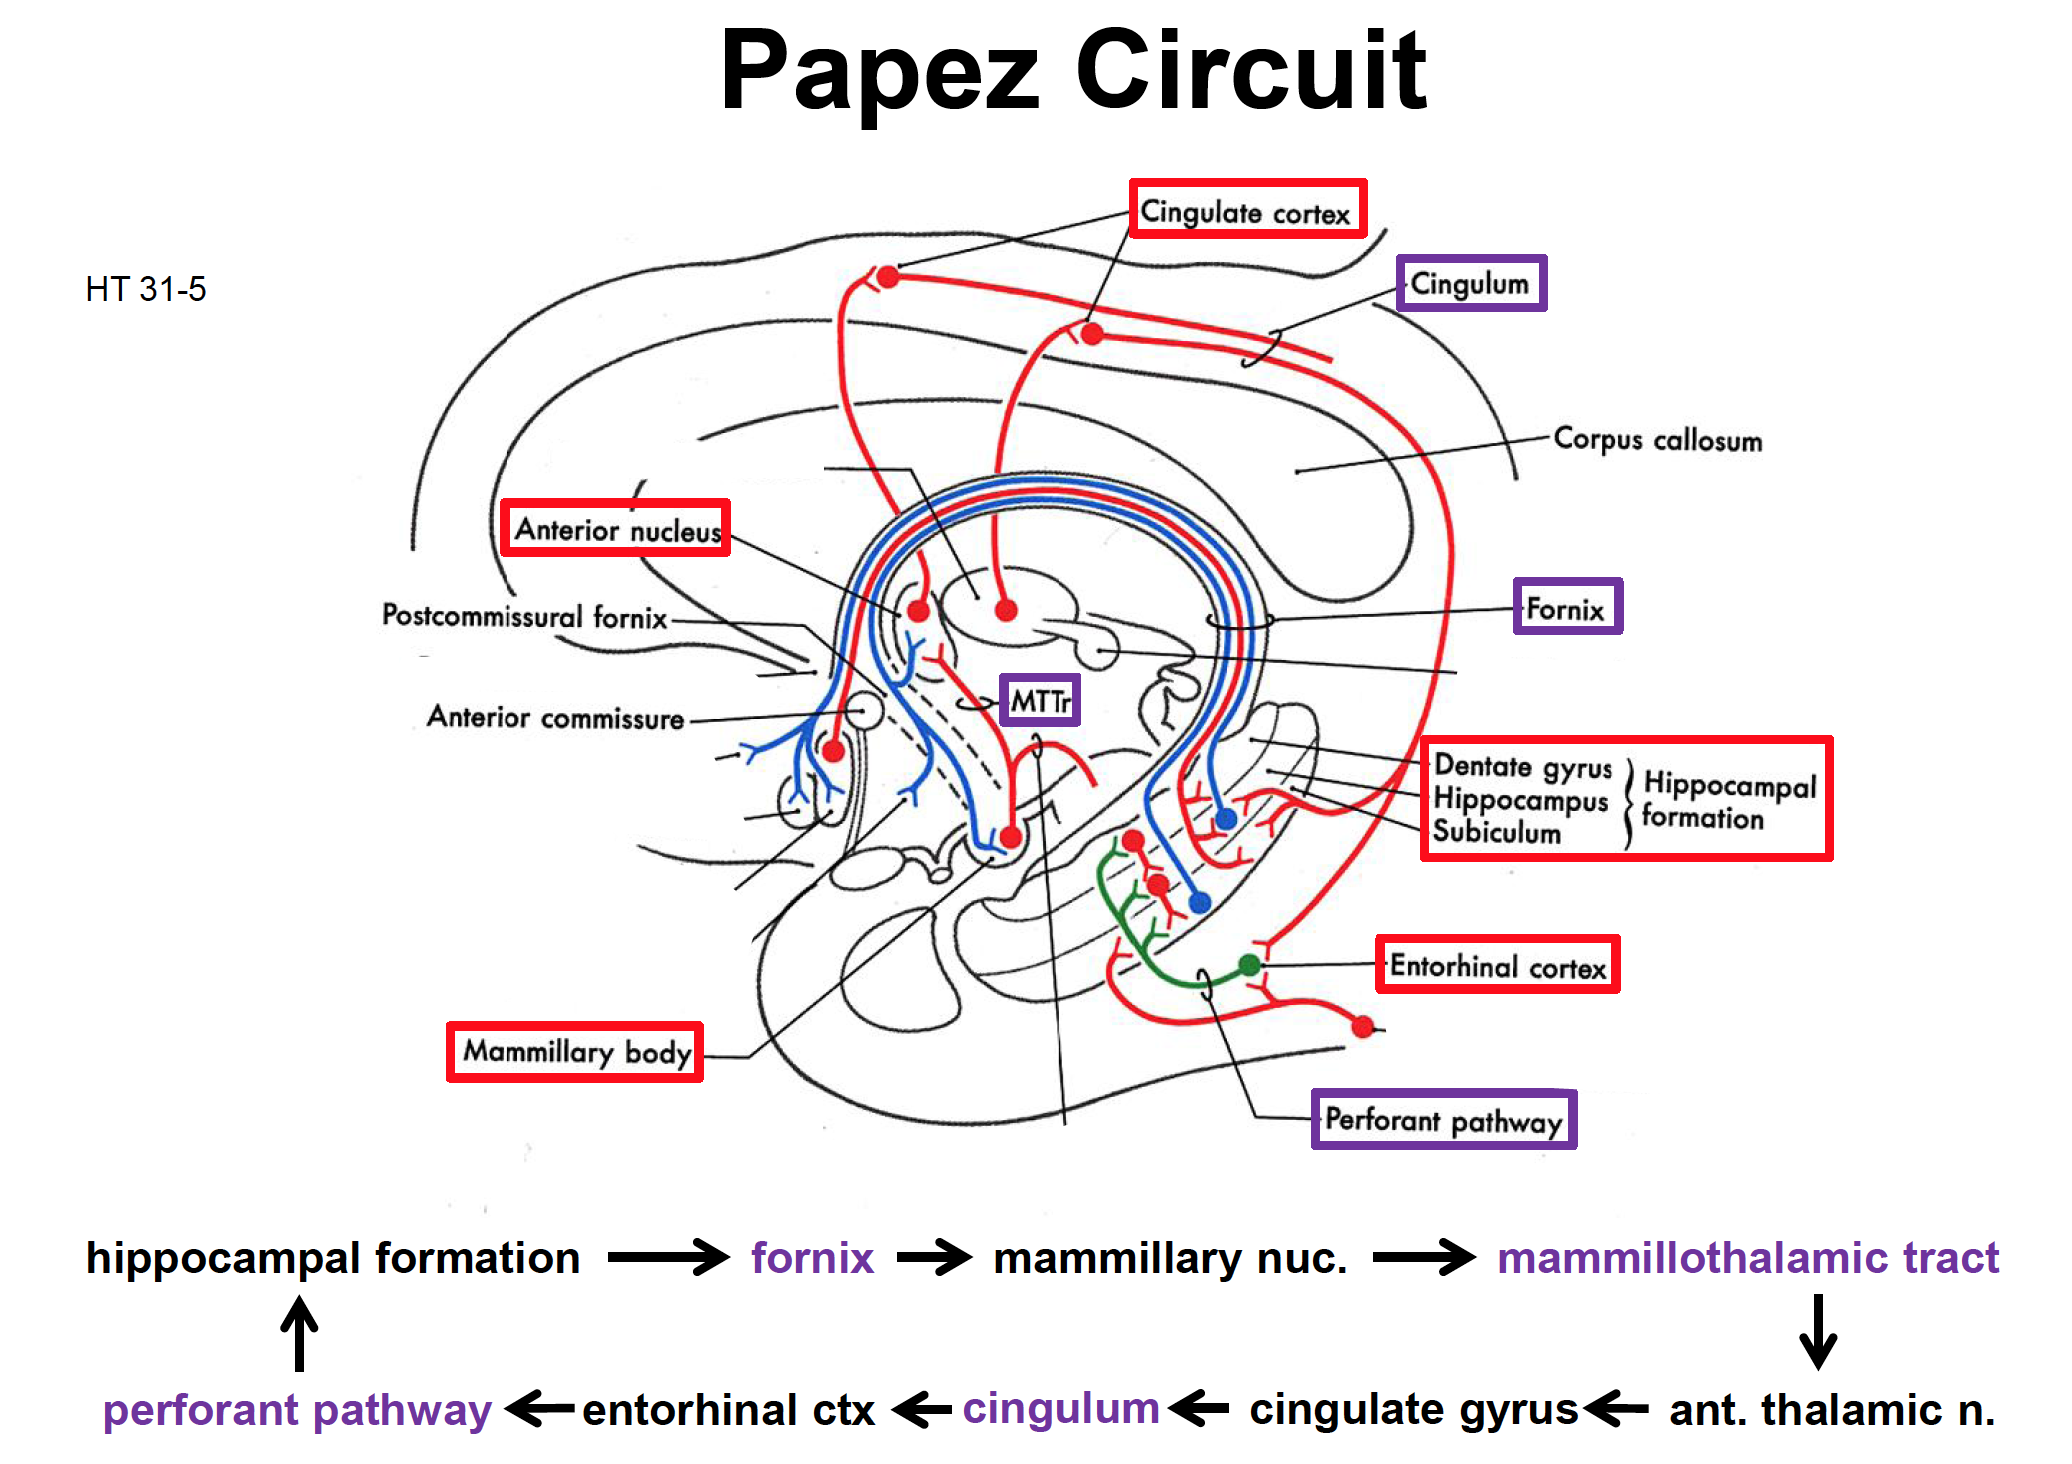 Papez Circuit
HT 31-5
Cingulate cortex
Cingulum
Corpus callosum
Anterior nucleus
Fornix
Postcommissural fornix
MTTr
Anterior commissure
Dentate gyrus
Hippocampus
Subiculum
Hippocampal
formation
Entorhinal cortex
Mammillary body
Perforant pathway
hippocampal formation fornix mammillary nuc. mammillothalamic tract
perforant pathway entorhinal ctx cingulum cingulate gyrus ant. thalamic n.